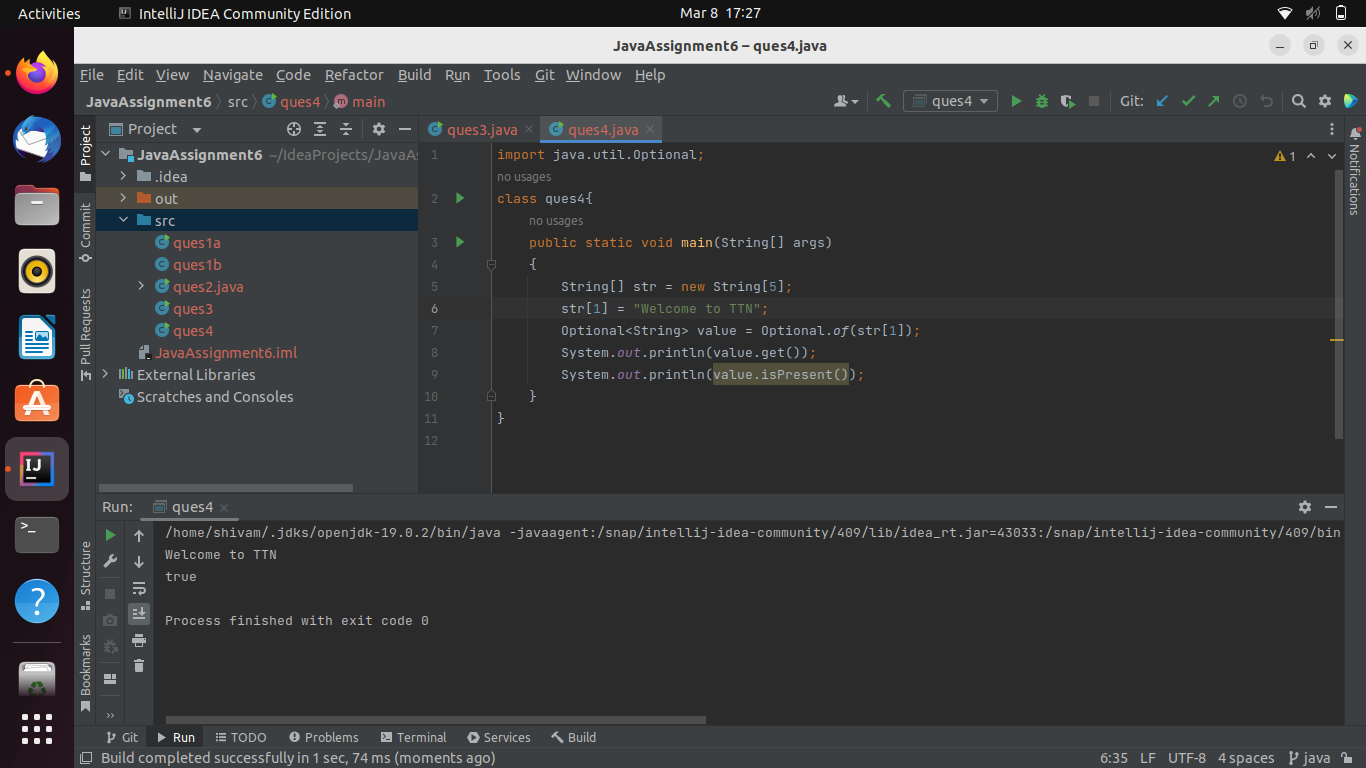 Activities IntelliJ IDEA Community Edition Mar 8 17:27
JavaAssignment6 – ques4.java
File Edit View Navigate Code Refactor Build Run Tools Git Window Help
JavaAssignment6 src ques4 main ques4 Git:
Project
Commit
Pull Requests
Structure
Bookmarks
Project
JavaAssignment6 ~/IdeaProjects/JavaAs
.idea
out
src
ques1a
ques1b
ques2.java
ques3
ques4
JavaAssignment6.iml
External Libraries
Scratches and Consoles
ques3.java ques4.java
1 import java.util.Optional;
no usages
2 class ques4{
no usages
3 public static void main(String[] args)
4 {
5 String[] str = new String[5];
6 str[1] = "Welcome to TTN";
7 Optional<String> value = Optional.of(str[1]);
8 System.out.println(value.get());
9 System.out.println(value.isPresent());
10 }
11 }
12
1
Notifications
Run: ques4
/home/shivam/.jdks/openjdk-19.0.2/bin/java -javaagent:/snap/intellij-idea-community/409/lib/idea_rt.jar=43033:/snap/intellij-idea-community/409/bin
Welcome to TTN
true
Process finished with exit code 0
Git Run TODO Problems Terminal Services Build
Build completed successfully in 1 sec, 74 ms (moments ago) 6:35 LF UTF-8 4 spaces java